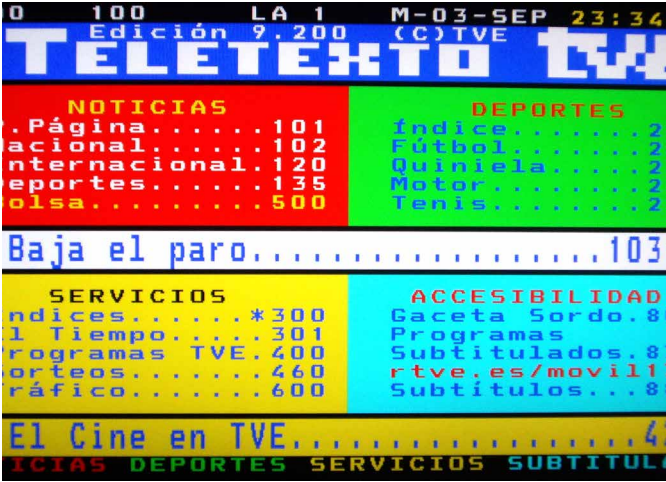 0 100 LA 1 M-03-SEP 23:34
Edición 9.200 (C)TVE
TELETEXTO tve
NOTICIAS
.Página......101
acional.....102
nternacional.120
eportes.....135
Bolsa.......500
DEPORTES
Índice.......2
Fútbol.......2
Quiniela.....2
Motor........2
Tenis........2
Baja el paro...................103
SERVICIOS
ndices......*300
l Tiempo.....301
rogramas TVE.400
orteos.......460
ráfico.......600
ACCESIBILIDAD
Gaceta Sordo.8
Programas
Subtitulados.8
rtve.es/movil1
Subtítulos...8
El Cine en TVE..................4
ICIAS DEPORTES SERVICIOS SUBTITULA